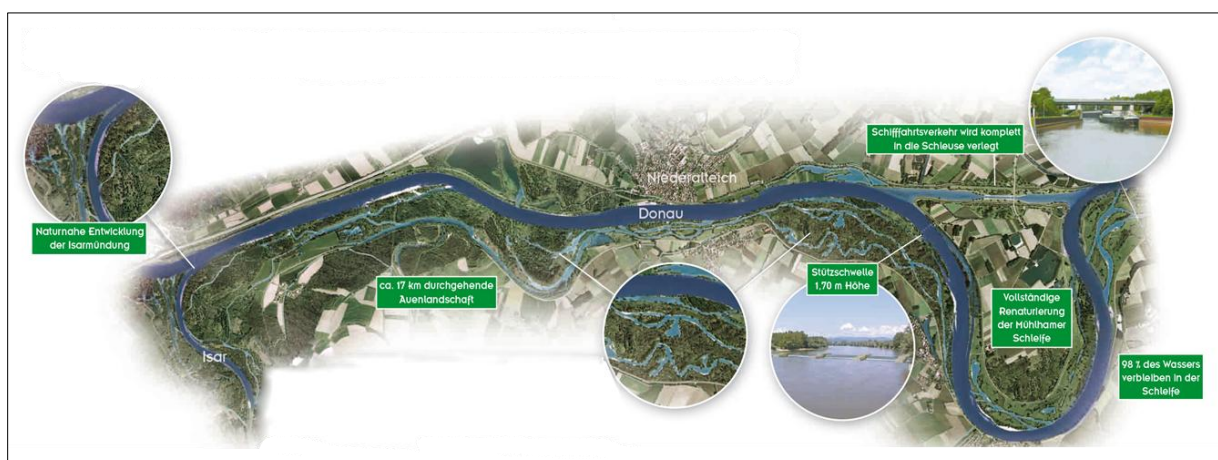 Schifffahrtsverkehr wird komplett
in die Schleuse verlegt
Niederalteich
Donau
Naturnahe Entwicklung
der Isarmündung
ca. 17 km durchgehende
Auenlandschaft
Stützschwelle
1,70 m Höhe
Vollständige
Renaturierung
der Mühlhamer
Schleife
Isar
98 % des Wassers
verbleiben in der
Schleife